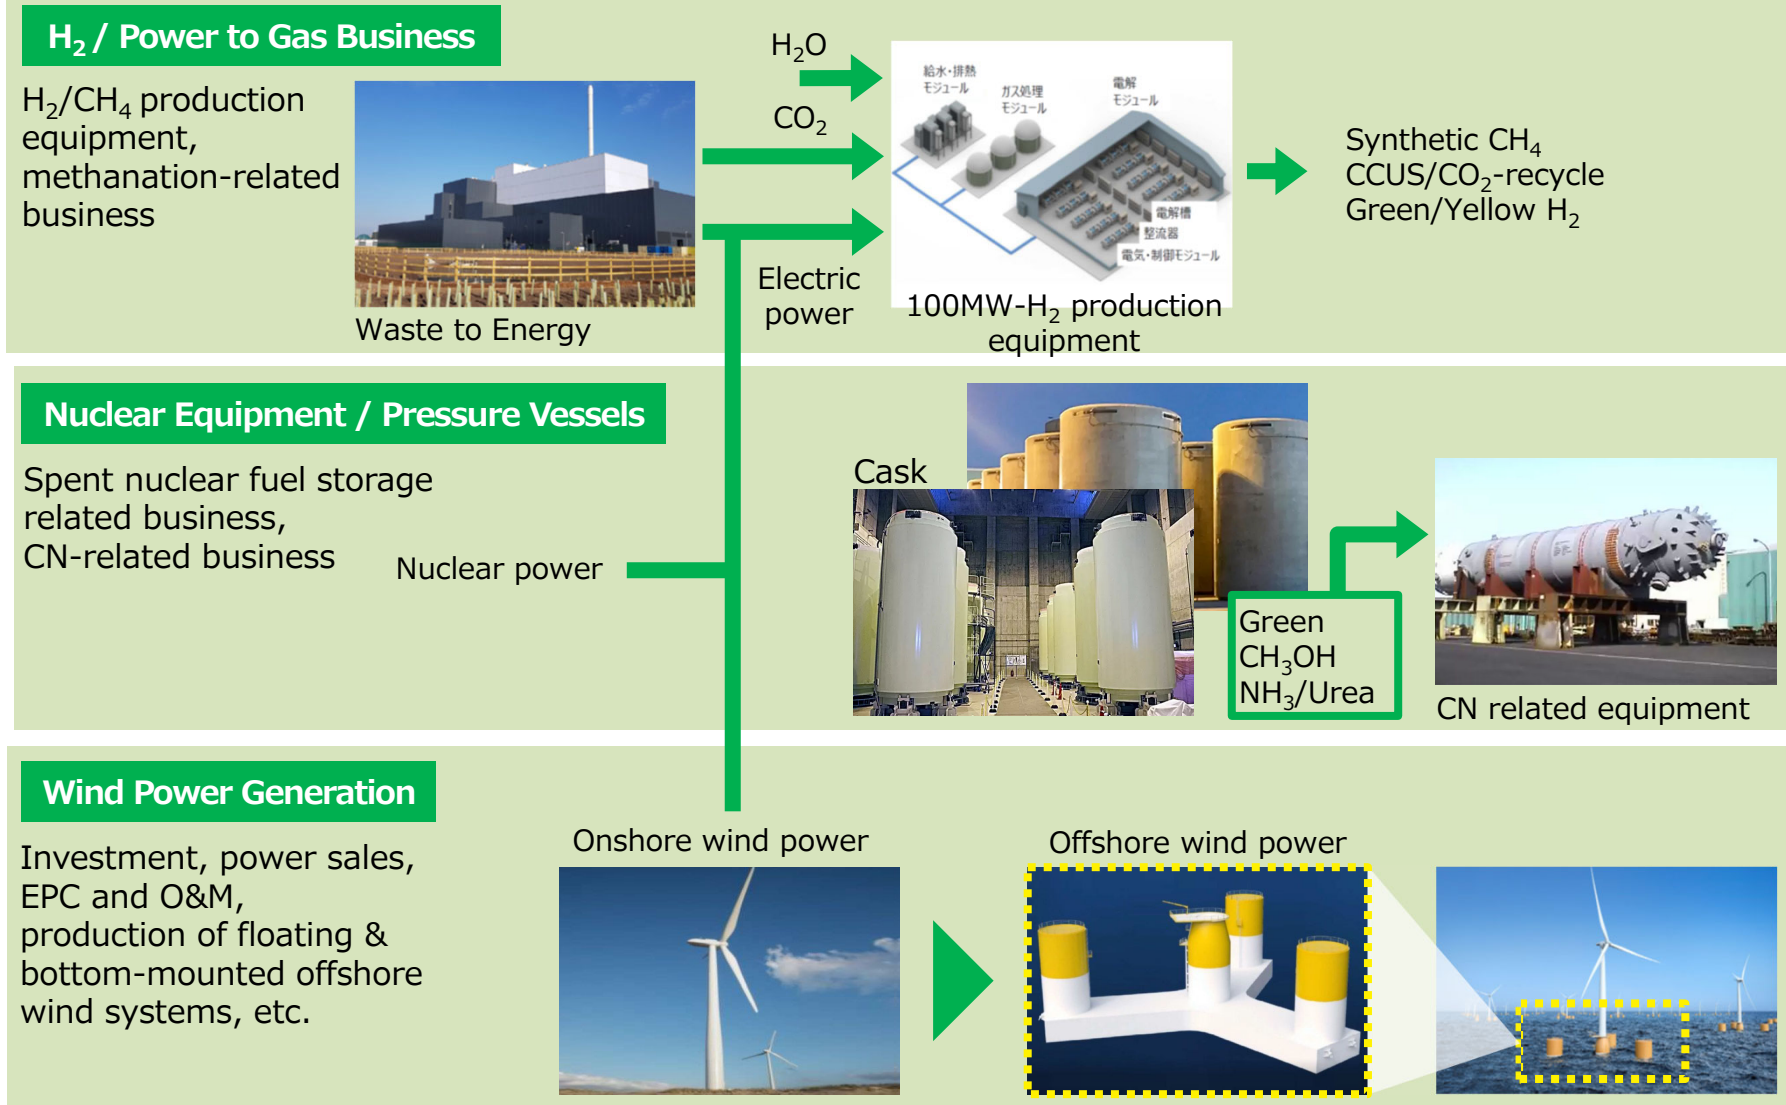 H₂ / Power to Gas Business
H₂/CH₄ production
equipment,
methanation-related
business
Waste to Energy
H₂O
CO₂
Electric
power
給水・排熱
モジュール
ガス処理
モジュール
電解
モジュール
電解槽
整流器
電気・制御モジュール
100MW-H₂ production
equipment
Synthetic CH₄
CCUS/CO₂-recycle
Green/Yellow H₂
Nuclear Equipment / Pressure Vessels
Spent nuclear fuel storage
related business,
CN-related business
Nuclear power
Cask
Green
CH₃OH
NH₃/Urea
CN related equipment
Wind Power Generation
Investment, power sales,
EPC and O&M,
production of floating &
bottom-mounted offshore
wind systems, etc.
Onshore wind power
Offshore wind power